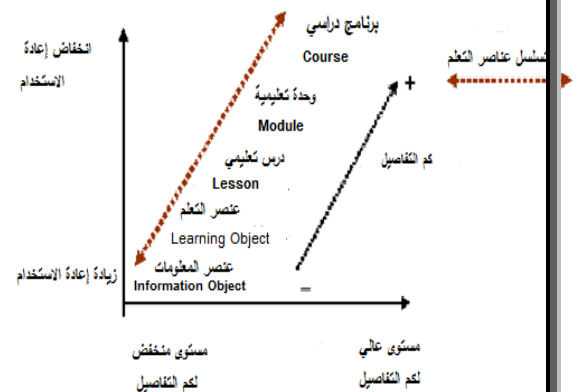 برنامج دراسي
Course
انخفاض إعادة
الاستخدام
تسلسل عناصر التعلم
+
وحدة تعليمية
Module
كم التفاصيل
درس تعليمي
Lesson
عنصر التعلم
Learning Object
عنصر المعلومات
Information Object
زيادة إعادة الاستخدام
–
مستوى عالي
لكم التفاصيل
مستوى منخفض
لكم التفاصيل